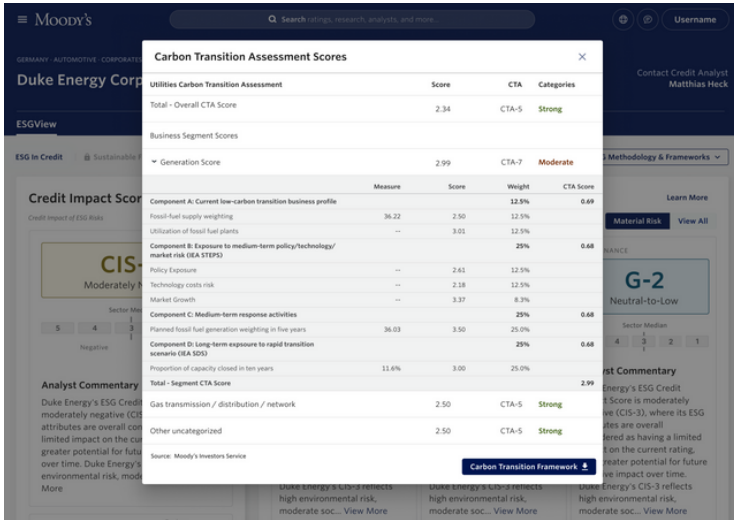 Moody's
Search ratings, research, analysts, and more...
Username
GERMANY · AUTOMOTIVE · CORPORATES
Duke Energy Corp
Contact Credit Analyst
Matthias Heck
ESGView
ESG In Credit
Sustainable F
Methodology & Frameworks
Carbon Transition Assessment Scores
Utilities Carbon Transition Assessment Score CTA Categories
Total - Overall CTA Score 2.34 CTA-5 Strong
Business Segment Scores
Generation Score 2.99 CTA-7 Moderate
Measure Score Weight CTA Score
Component A: Current low-carbon transition business profile 12.5% 0.69
Fossil-fuel supply weighting 36.22 2.50 12.5%
Utilization of fossil fuel plants -- 3.01 12.5%
Component B: Exposure to medium-term policy/technology/ 25% 0.68
market risk (IEA STEPS)
Policy Exposure -- 2.61 12.5%
Technology costs risk -- 2.18 12.5%
Market Growth -- 3.37 8.3%
Component C: Medium-term response activities 25% 0.68
Planned fossil fuel generation weighting in five years 36.03 3.50 25.0%
Component D: Long-term expsoure to rapid transition 25% 0.68
scenario (IEA SDS)
Proportion of capacity closed in ten years 11.6% 3.00 25.0%
Total - Segment CTA Score 2.99
Gas transmission / distribution / network 2.50 CTA-5 Strong
Other uncategorized 2.50 CTA-5 Strong
Source: Moody's Investors Service
Carbon Transition Framework
Credit Impact Scor
Credit Impact of ESG Risks
CIS-
Moderately N
Sector Me
5 4 3
Negative
Analyst Commentary
Duke Energy's ESG Credit
moderately negative (CIS
attributes are overall con
limited impact on the cur
greater potential for futu
over time. Duke Energy's
environmental risk, mode
More
Learn More
Material Risk View All
NANCE
G-2
Neutral-to-Low
Sector Median
4 3 2 1
yst Commentary
Energy's ESG Credit
t Score is moderately
ive (CIS-3), where its ESG
utes are overall
dered as having a limited
t on the current rating,
reater potential for future
ive impact over time.
Duke Energy's CIS-3 reflects
high environmental risk,
moderate soc... View More
Duke Energy's CIS-3 reflects
high environmental risk,
moderate soc... View More
Duke Energy's CIS-3 reflects
high environmental risk,
moderate soc... View More